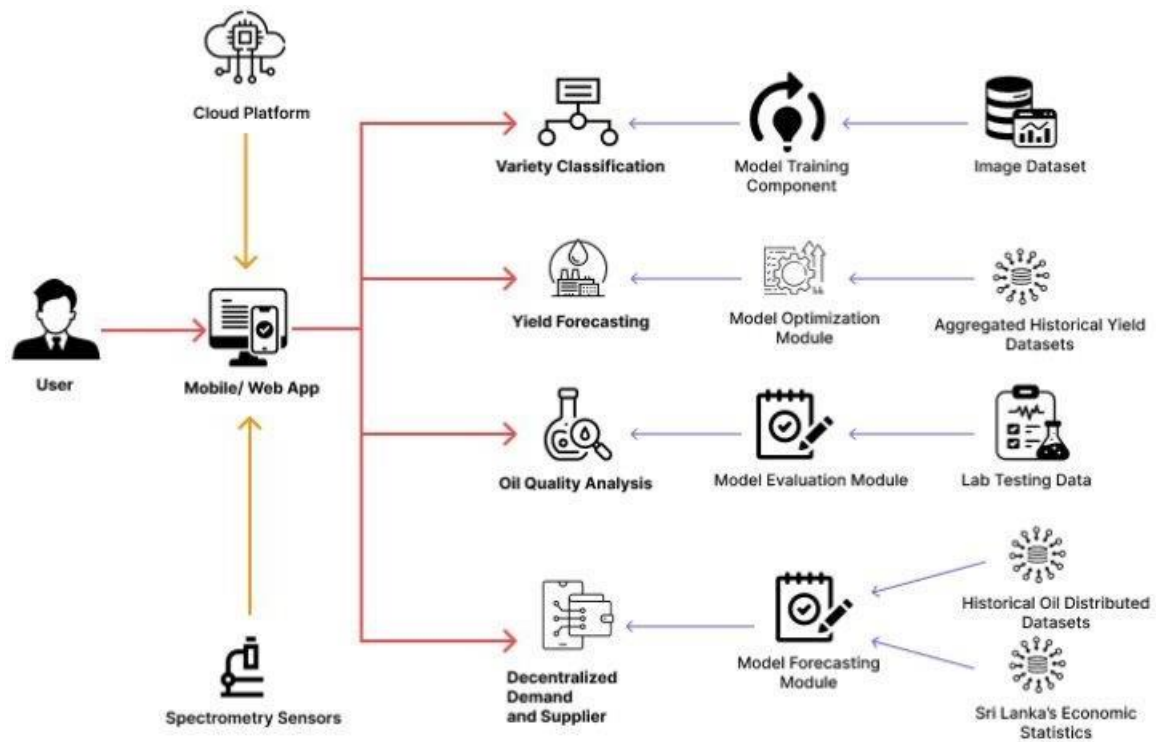 Cloud Platform
Variety Classification
Model Training
Component
Image Dataset
Yield Forecasting
Model Optimization
Module
Aggregated Historical Yield
Datasets
User
Mobile/ Web App
Oil Quality Analysis
Model Evaluation Module
Lab Testing Data
Historical Oil Distributed
Datasets
Decentralized
Demand
and Supplier
Model Forecasting
Module
Spectrometry Sensors
Sri Lanka's Economic
Statistics